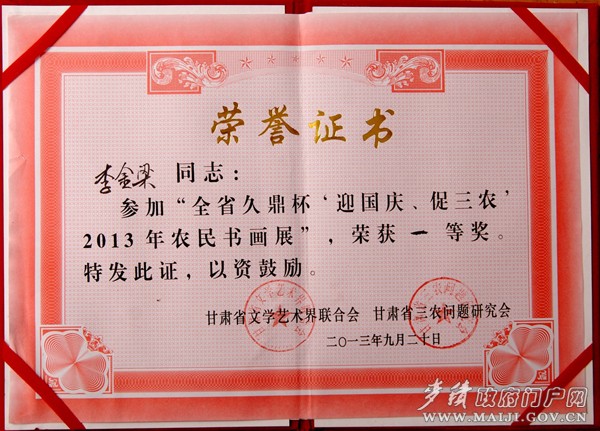 荣誉证书
李金梁 同志：
参加“全省久鼎杯‘迎国庆、促三农’
2013年农民书画展”，荣获 一 等奖。
特发此证，以资鼓励。
甘肃省文学艺术界联合会 甘肃省三农问题研究会
二〇一三年九月二十日
政府门户网
WWW.MAIJI.GOV.CN